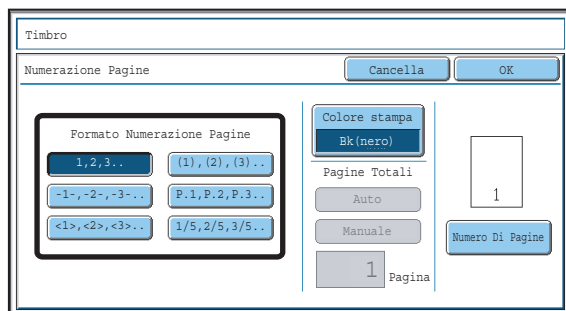 Timbro
Numerazione Pagine
Cancella
OK
Formato Numerazione Pagine
1,2,3..
(1),(2),(3)..
-1-,-2-,-3-..
P.1,P.2,P.3..
<1>,<2>,<3>..
1/5,2/5,3/5..
Colore stampa
Bk(nero)
Pagine Totali
Auto
Manuale
1 Pagina
1
Numero Di Pagine